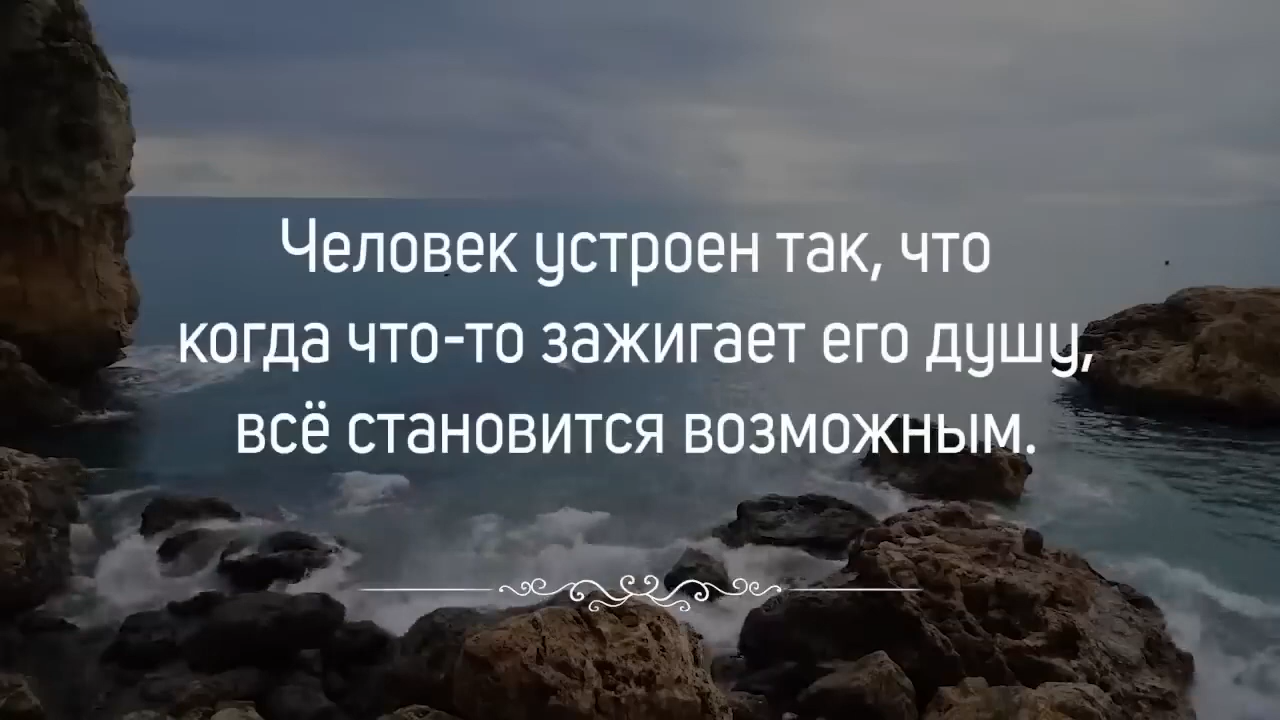 Человек устроен так, что
когда что-то зажигает его душу,
всё становится возможным.